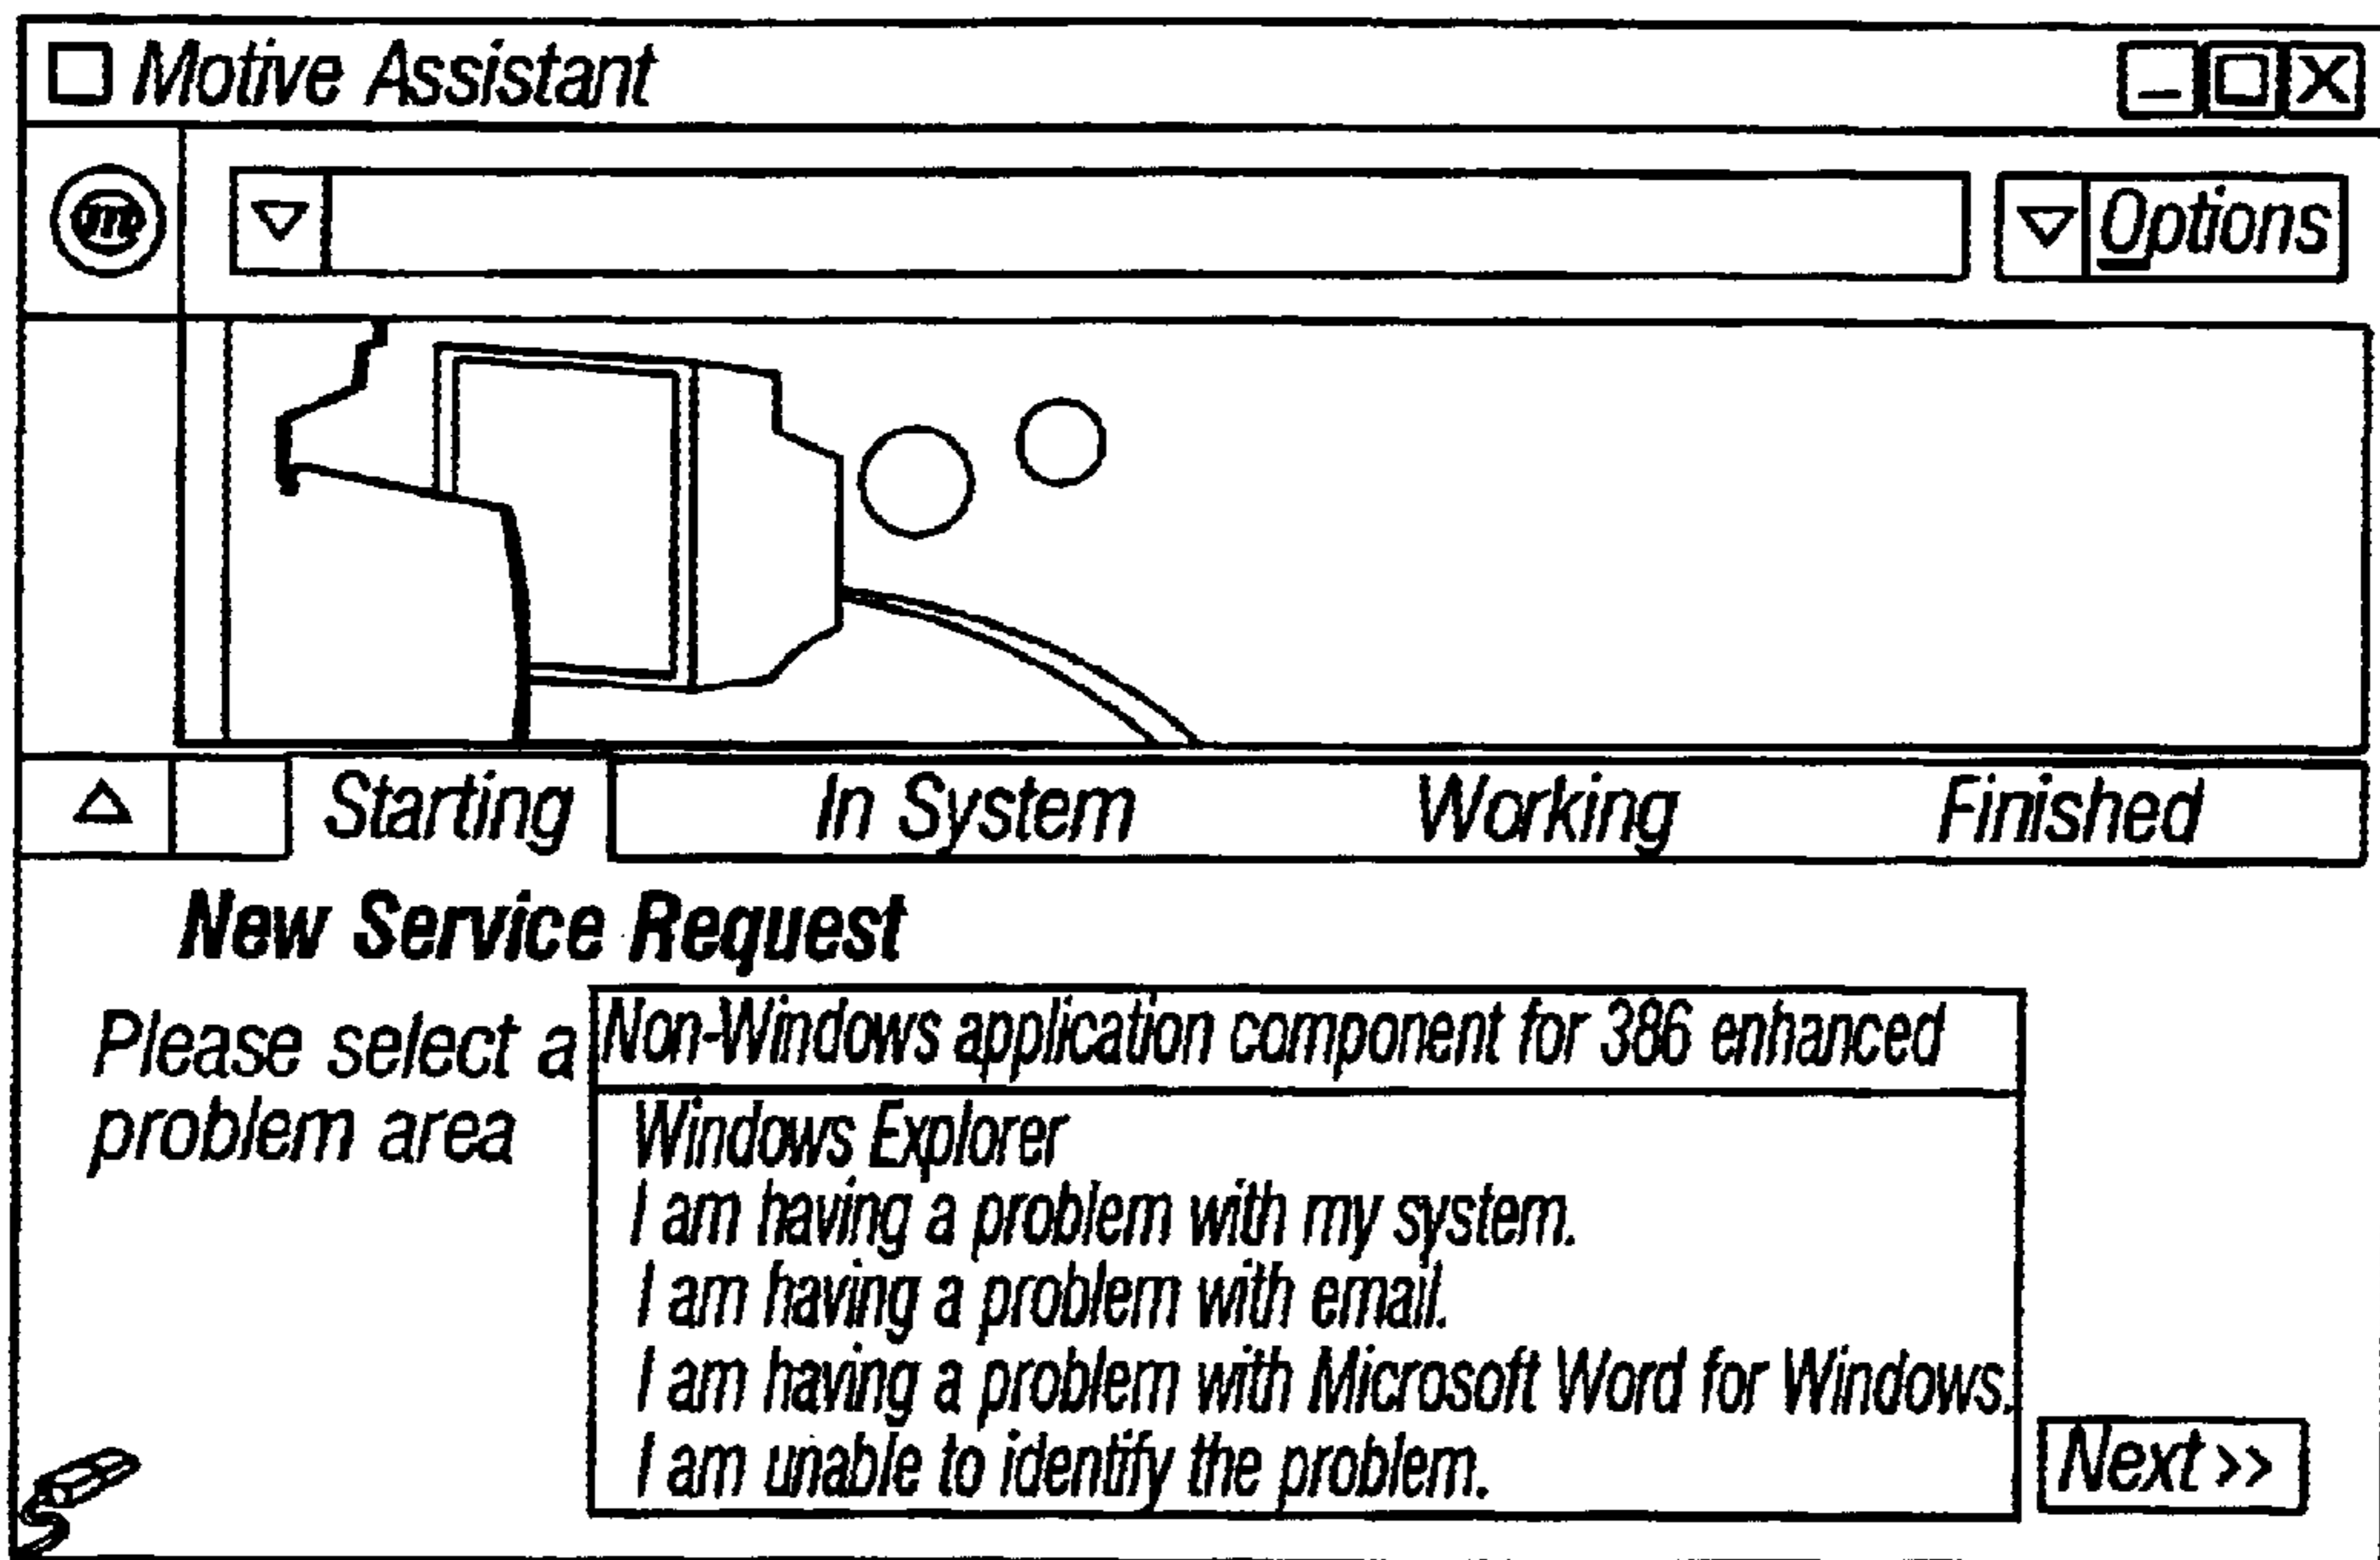 Motive Assistant
m
Options
Starting In System Working Finished
New Service Request
Please select a
problem area
Non-Windows application component for 386 enhanced
Windows Explorer
I am having a problem with my system.
I am having a problem with email.
I am having a problem with Microsoft Word for Windows.
I am unable to identify the problem.
Next >>